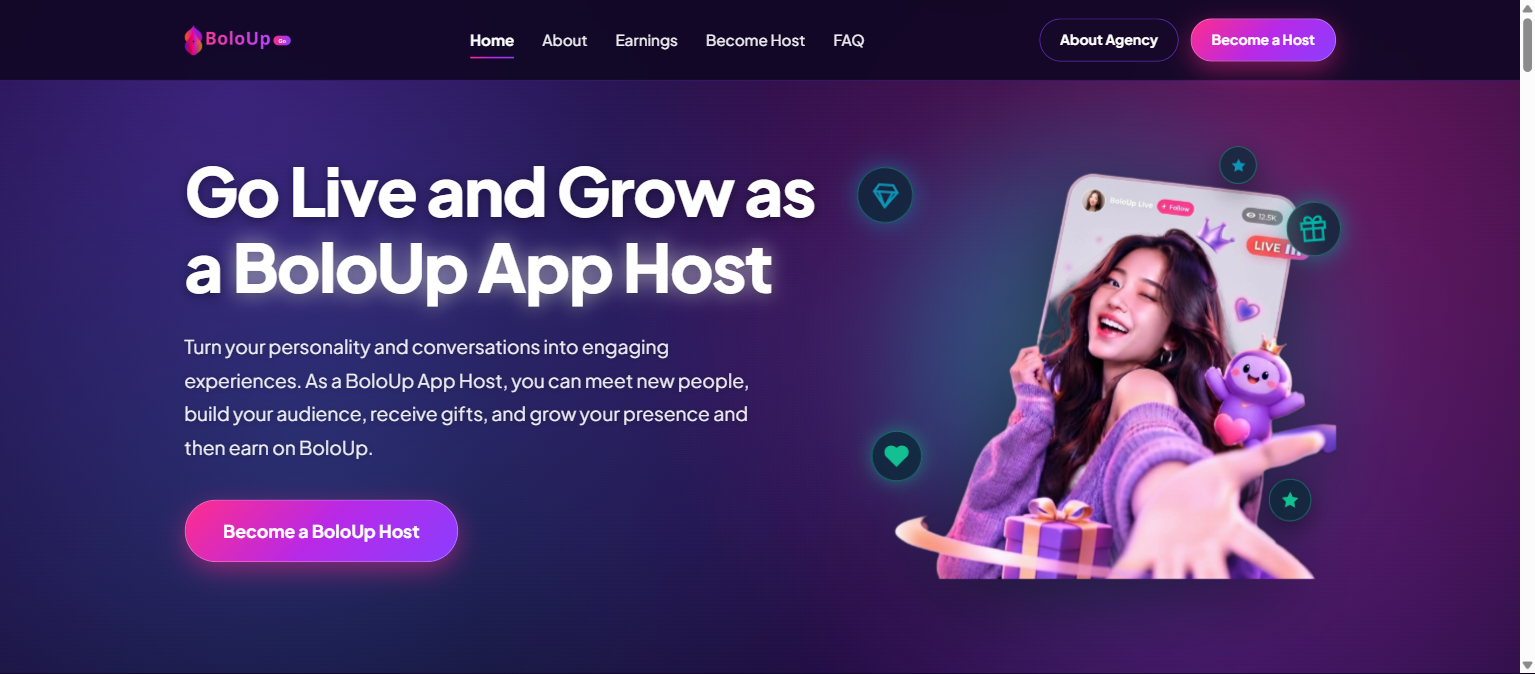 BoloUp Go
Home
About
Earnings
Become Host
FAQ
About Agency
Become a Host
Go Live and Grow as
a BoloUp App Host
Turn your personality and conversations into engaging
experiences. As a BoloUp App Host, you can meet new people,
build your audience, receive gifts, and grow your presence and
then earn on BoloUp.
Become a BoloUp Host
BoloUp Live
+ Follow
12.5K
LIVE